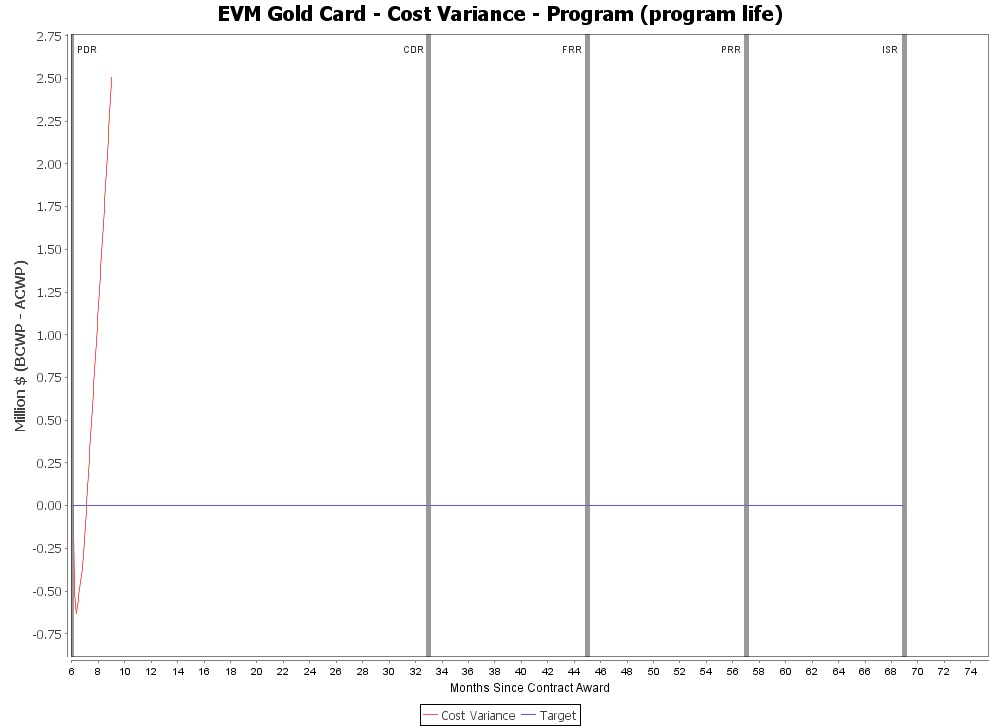 EVM Gold Card - Cost Variance - Program (program life)
2.75
2.50
2.25
2.00
1.75
1.50
1.25
1.00
0.75
0.50
0.25
0.00
-0.25
-0.50
-0.75
Million $ (BCWP - ACWP)
PDR CDR FRR PRR ISR
6 8 10 12 14 16 18 20 22 24 26 28 30 32 34 36 38 40 42 44 46 48 50 52 54 56 58 60 62 64 66 68 70 72 74
Months Since Contract Award
Cost Variance Target